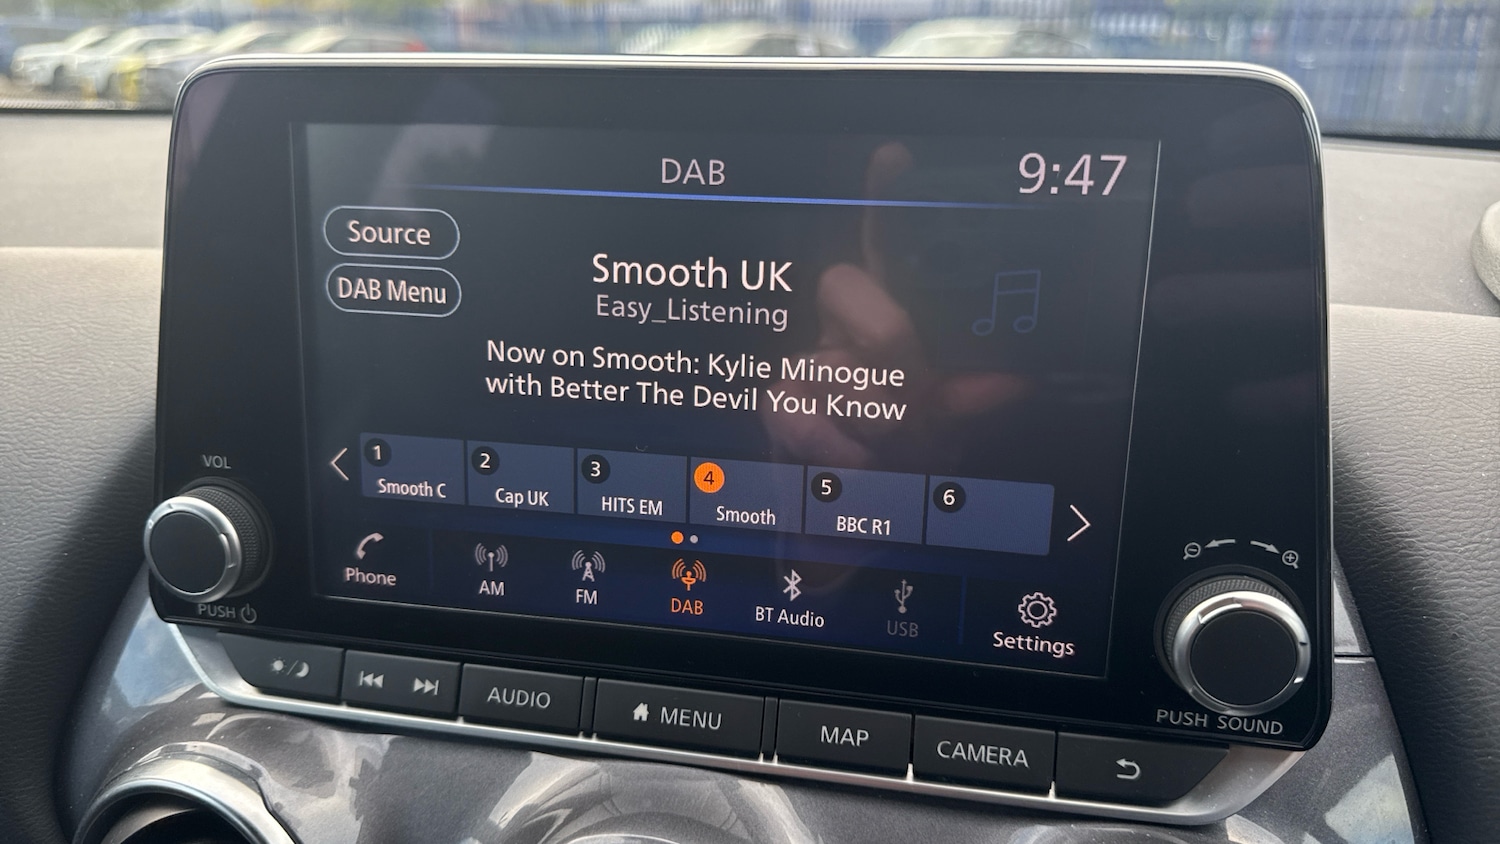 DAB
9:47
Source
DAB Menu
Smooth UK
Easy_Listening
Now on Smooth: Kylie Minogue
with Better The Devil You Know
1
Smooth C
2
Cap UK
3
HITS EM
4
Smooth
5
BBC R1
6
Phone
AM
FM
DAB
BT Audio
USB
Settings
VOL
PUSH
PUSH SOUND
AUDIO
MENU
MAP
CAMERA